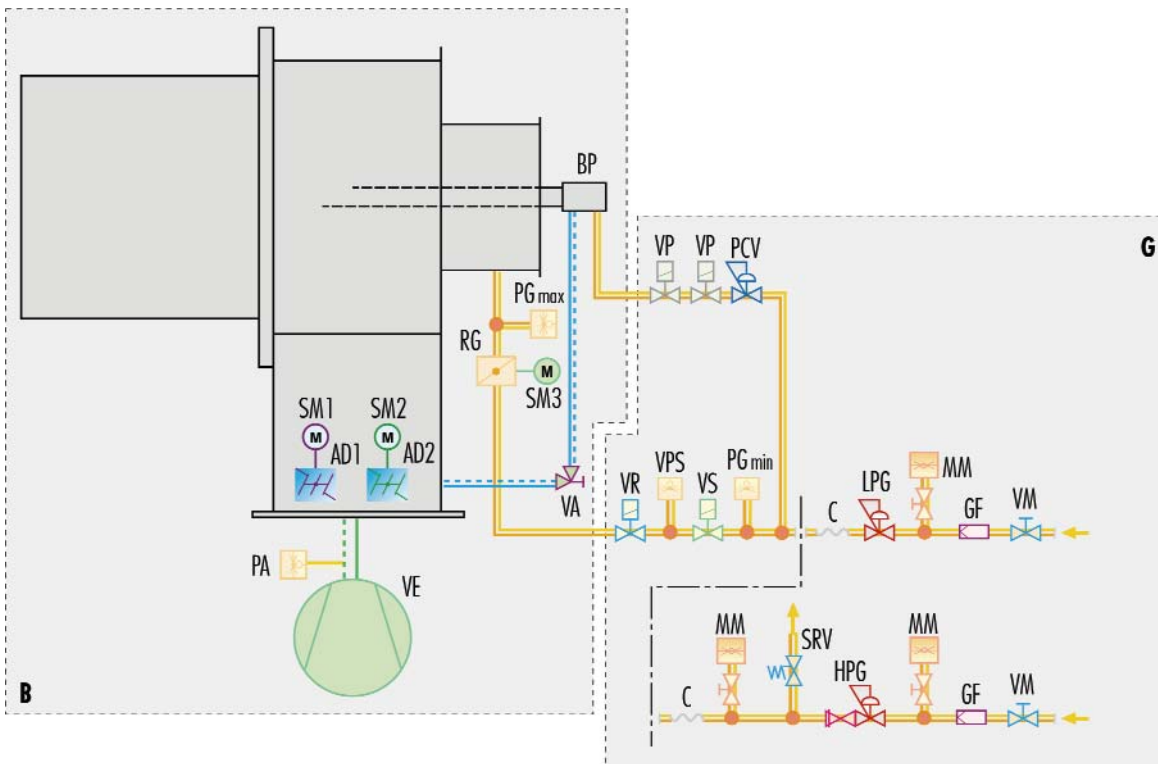 BP
VP VP PCV G
PG max
RG
M
SM3
SM1 SM2
M M
AD1 AD2
VA
VR VPS VS PG min C LPG MM GF VM
PA
VE
MM SRV MM
C HPG GF VM
B